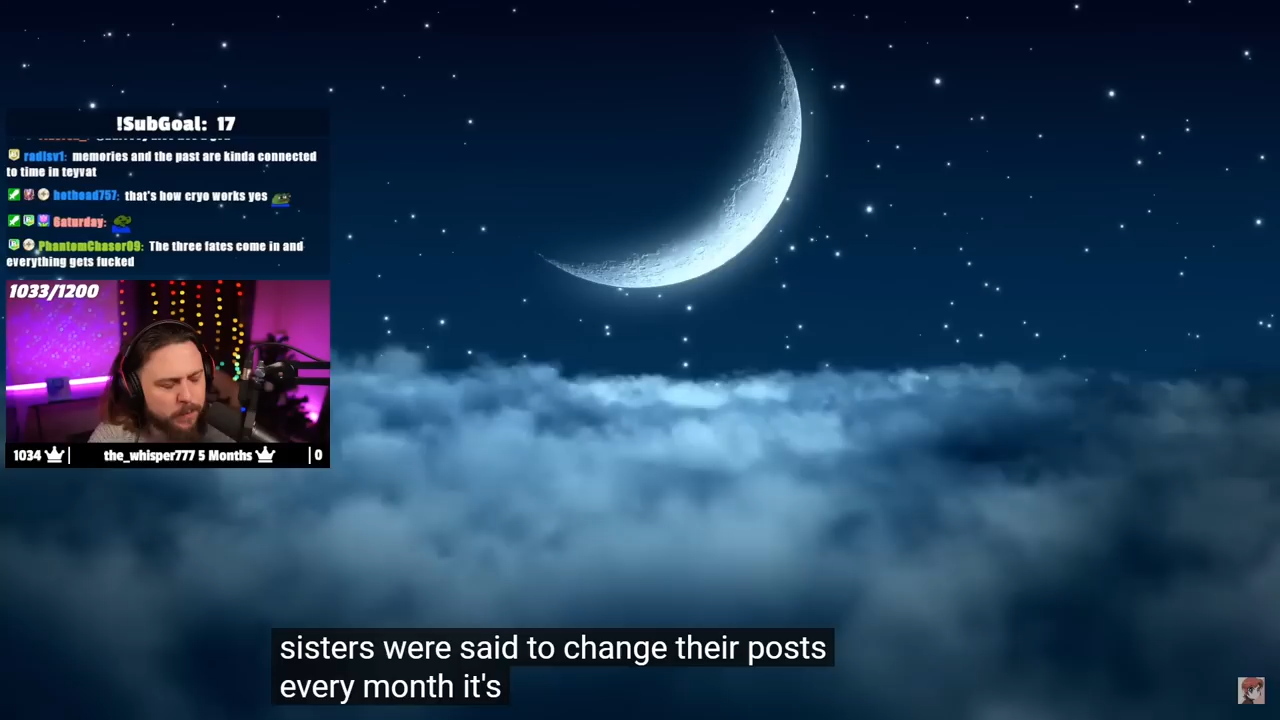 !SubGoal: 17
radisv1: memories and the past are kinda connected
to time in teyvat
hothead757: that's how cryo works yes
6aturday:
PhantomChaser09: The three fates come in and
everything gets fucked
1033/1200
1034
the_whisper777 5 Months
0
sisters were said to change their posts
every month it's